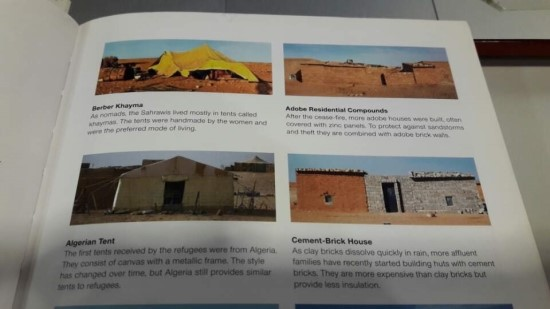 Berber Khayma
As nomads, the Sahrawis lived mostly in tents called
khaymas. The tents were handmade by the women and
were the preferred mode of living.
Adobe Residential Compounds
After the cease-fire, more adobe houses were built, often
covered with zinc panels. To protect against sandstorms
and theft they are combined with adobe brick walls.
Algerian Tent
The first tents received by the refugees were from Algeria.
They consist of canvas with a metallic frame. The style
has changed over time, but Algeria still provides similar
tents to refugees.
Cement-Brick House
As clay bricks dissolve quickly in rain, more affluent
families have recently started building huts with cement
bricks. They are more expensive than clay bricks but
provide less insulation.